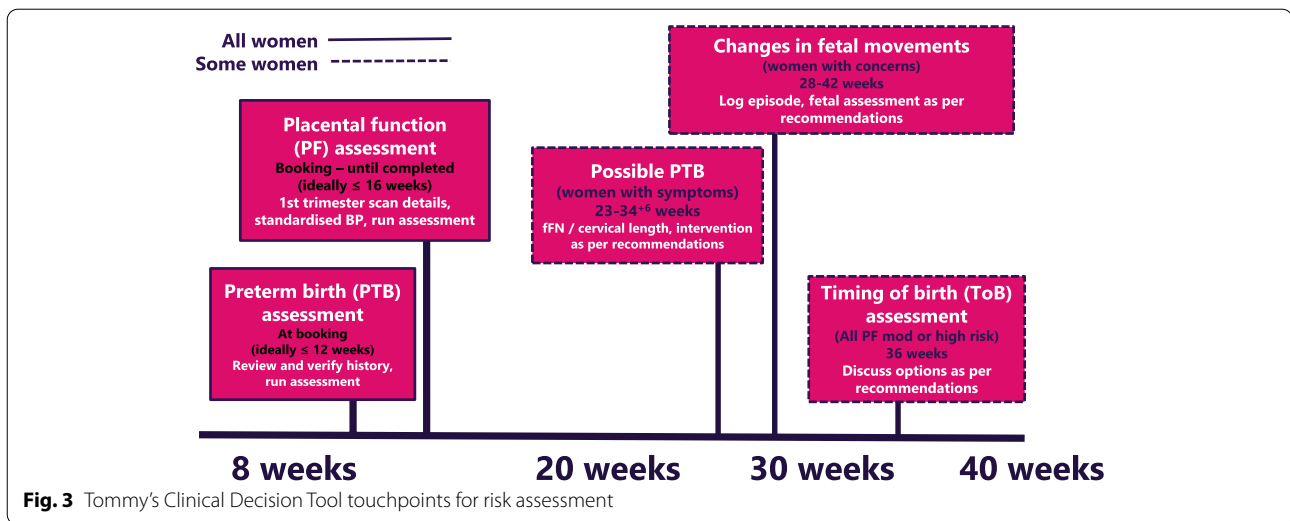 All women
Some women
Changes in fetal movements
(women with concerns)
28-42 weeks
Log episode, fetal assessment as per
recommendations
Placental function
(PF) assessment
Booking – until completed
(ideally ≤ 16 weeks)
1st trimester scan details,
standardised BP, run assessment
Possible PTB
(women with symptoms)
23-34⁺⁶ weeks
fFN / cervical length, intervention
as per recommendations
Preterm birth (PTB)
assessment
At booking
(ideally ≤ 12 weeks)
Review and verify history,
run assessment
Timing of birth (ToB)
assessment
(All PF mod or high risk)
36 weeks
Discuss options as per
recommendations
8 weeks 20 weeks 30 weeks 40 weeks
Fig. 3 Tommy’s Clinical Decision Tool touchpoints for risk assessment